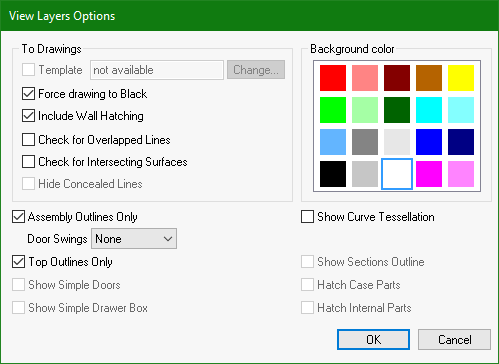 View Layers Options
To Drawings
Template
not available
Change...
Force drawing to Black
Include Wall Hatching
Check for Overlapped Lines
Check for Intersecting Surfaces
Hide Concealed Lines
Background color
Assembly Outlines Only
Show Curve Tessellation
Door Swings
None
Top Outlines Only
Show Sections Outline
Show Simple Doors
Hatch Case Parts
Show Simple Drawer Box
Hatch Internal Parts
OK
Cancel